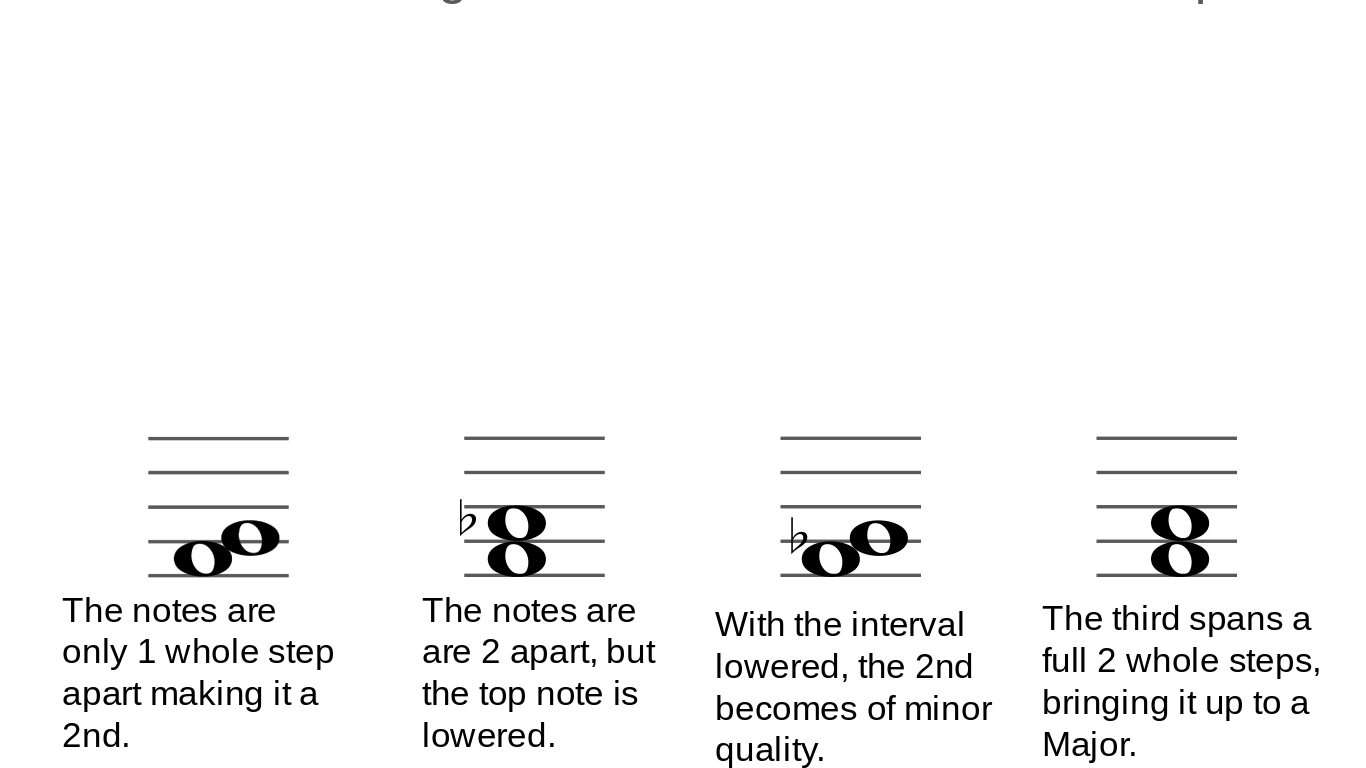 The notes are
only 1 whole step
apart making it a
2nd.
The notes are
are 2 apart, but
the top note is
lowered.
With the interval
lowered, the 2nd
becomes of minor
quality.
The third spans a
full 2 whole steps,
bringing it up to a
Major.